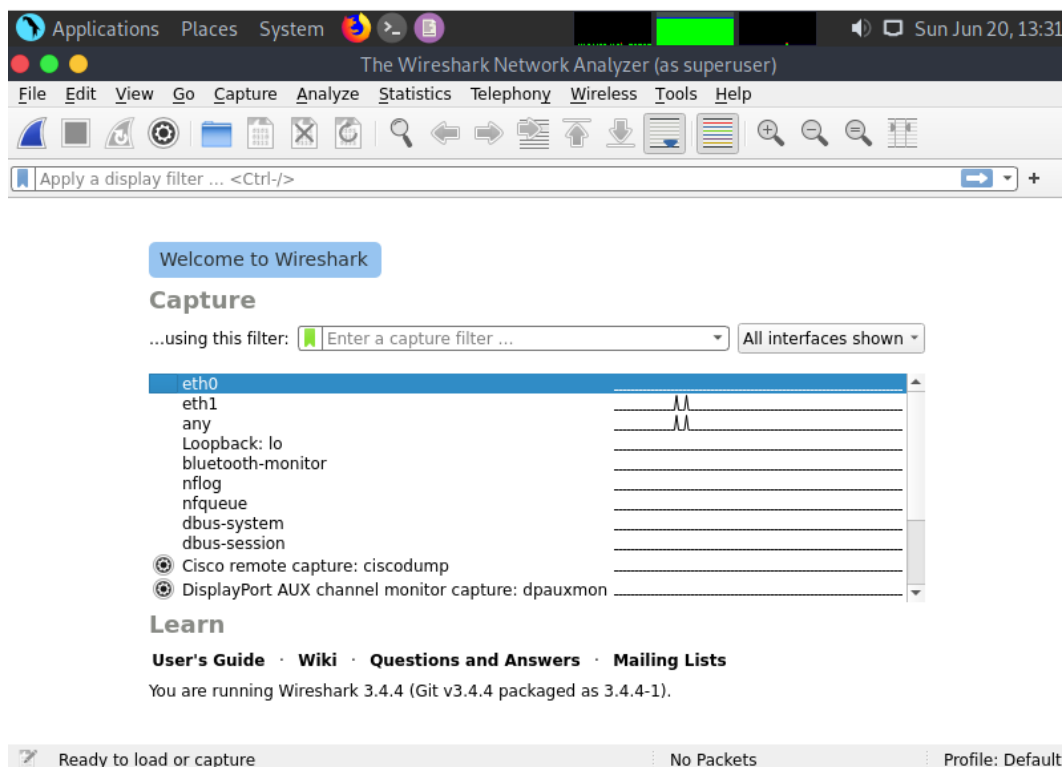 Applications Places System Sun Jun 20, 13:31
The Wireshark Network Analyzer (as superuser)
File Edit View Go Capture Analyze Statistics Telephony Wireless Tools Help
Apply a display filter ... <Ctrl-/> +
Welcome to Wireshark
Capture
...using this filter: Enter a capture filter ... All interfaces shown
eth0
eth1
any
Loopback: lo
bluetooth-monitor
nflog
nfqueue
dbus-system
dbus-session
Cisco remote capture: ciscodump
DisplayPort AUX channel monitor capture: dpauxmon
Learn
User's Guide · Wiki · Questions and Answers · Mailing Lists
You are running Wireshark 3.4.4 (Git v3.4.4 packaged as 3.4.4-1).
Ready to load or capture No Packets Profile: Default